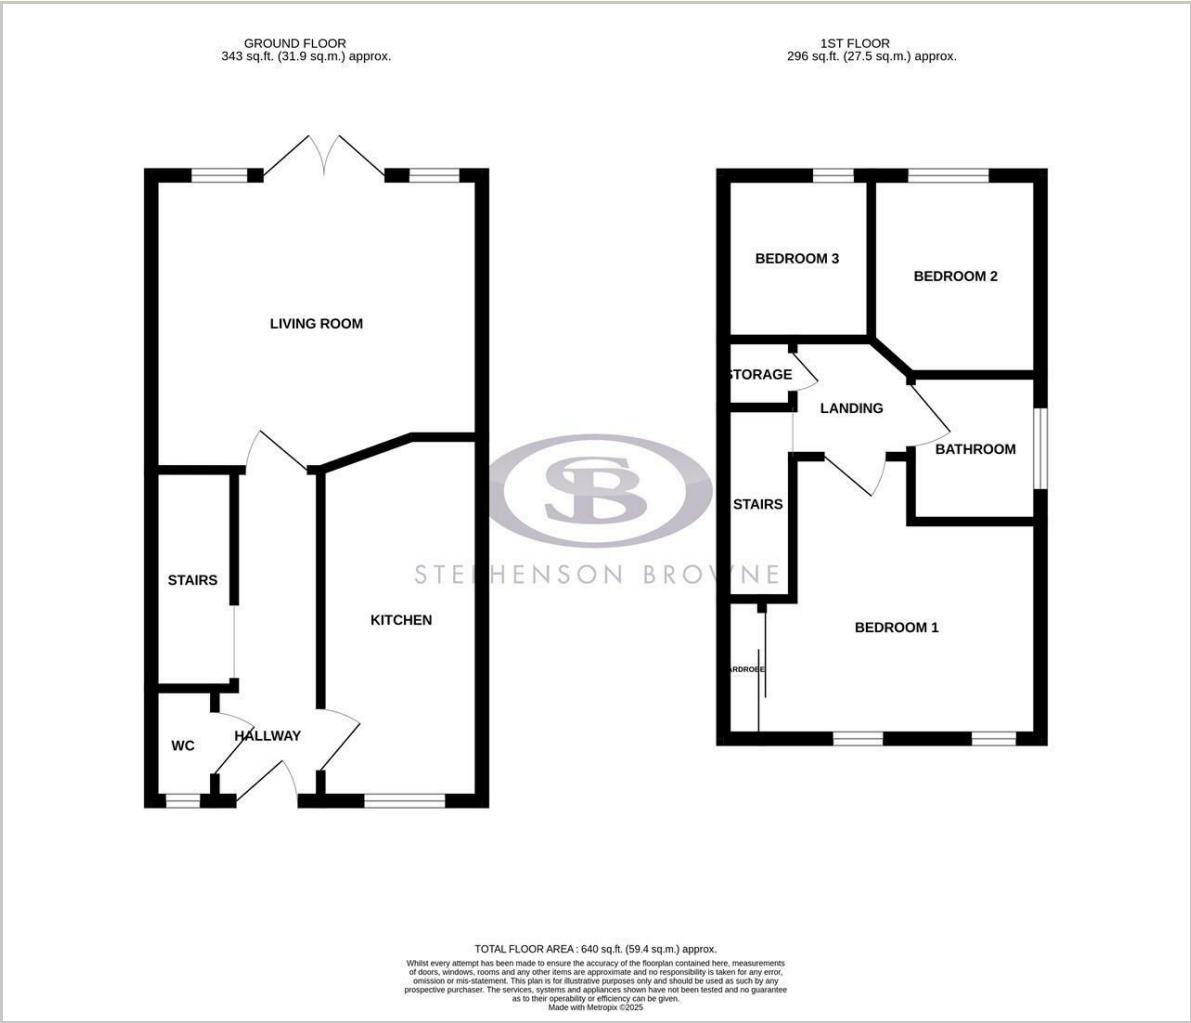 GROUND FLOOR
343 sq.ft. (31.9 sq.m.) approx.
1ST FLOOR
296 sq.ft. (27.5 sq.m.) approx.
LIVING ROOM
STAIRS
KITCHEN
WC
HALLWAY
BEDROOM 3
BEDROOM 2
STORAGE
LANDING
BATHROOM
STAIRS
BEDROOM 1
ARDROBE
SB
STEPHENSON BROWNE
TOTAL FLOOR AREA : 640 sq.ft. (59.4 sq.m.) approx.
Whilst every attempt has been made to ensure the accuracy of the floorplan contained here, measurements
of doors, windows, rooms and any other items are approximate and no responsibility is taken for any error,
omission or mis-statement. This plan is for illustrative purposes only and should be used as such by any
prospective purchaser. The services, systems and appliances shown have not been tested and no guarantee
as to their operability or efficiency can be given.
Made with Metropix ©2025